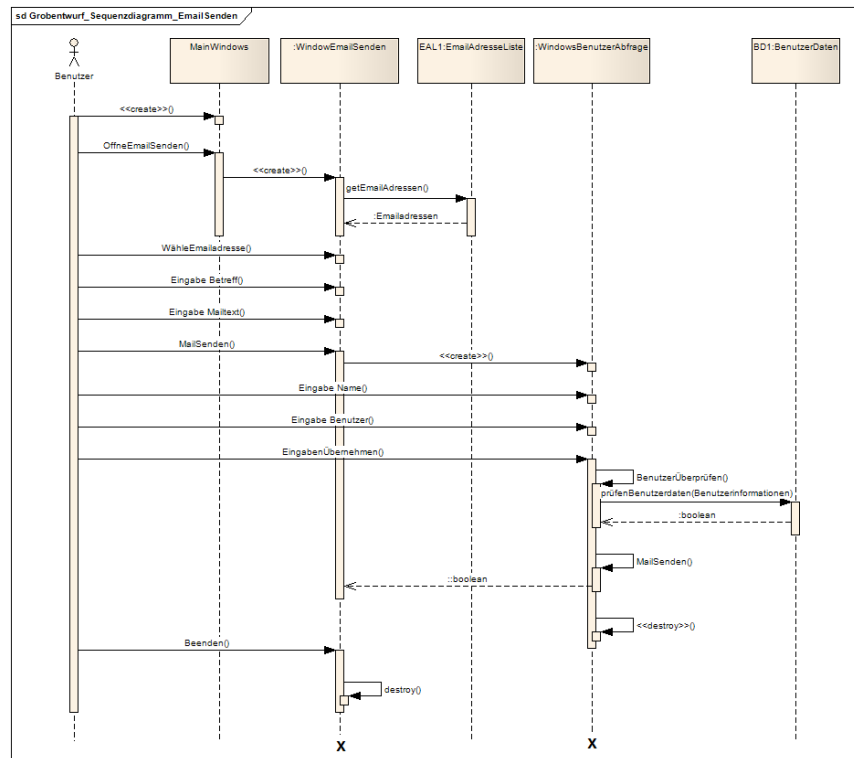 sd Grobentwurf_Sequenzdiagramm_EmailSenden
Benutzer
MainWindows
:WindowEmailSenden
EAL1:EmailAdresseListe
:WindowsBenutzerAbfrage
BD1:BenutzerDaten
<<create>>()
OffneEmailSenden()
<<create>>()
getEmailAdressen()
:Emailadressen
WähleEmailadresse()
Eingabe Betreff()
Eingabe Mailtext()
MailSenden()
<<create>>()
Eingabe Name()
Eingabe Benutzer()
EingabenÜbernehmen()
BenutzerÜberprüfen()
prüfenBenutzerdaten(Benutzerinformationen)
:boolean
MailSenden()
::boolean
<<destroy>>()
Beenden()
destroy()
X
X